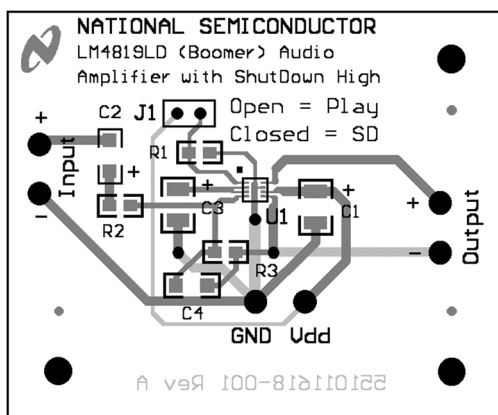 NATIONAL SEMICONDUCTOR
LM4819LD (Boomer) Audio
Amplifier with ShutDown High
+
C2
J1
Open = Play
Closed = SD
R1
Input
+
+
+
-
R2
C3
U1
C1
+
-
Output
R3
C4
GND
Vdd
551011618-001 Rev A